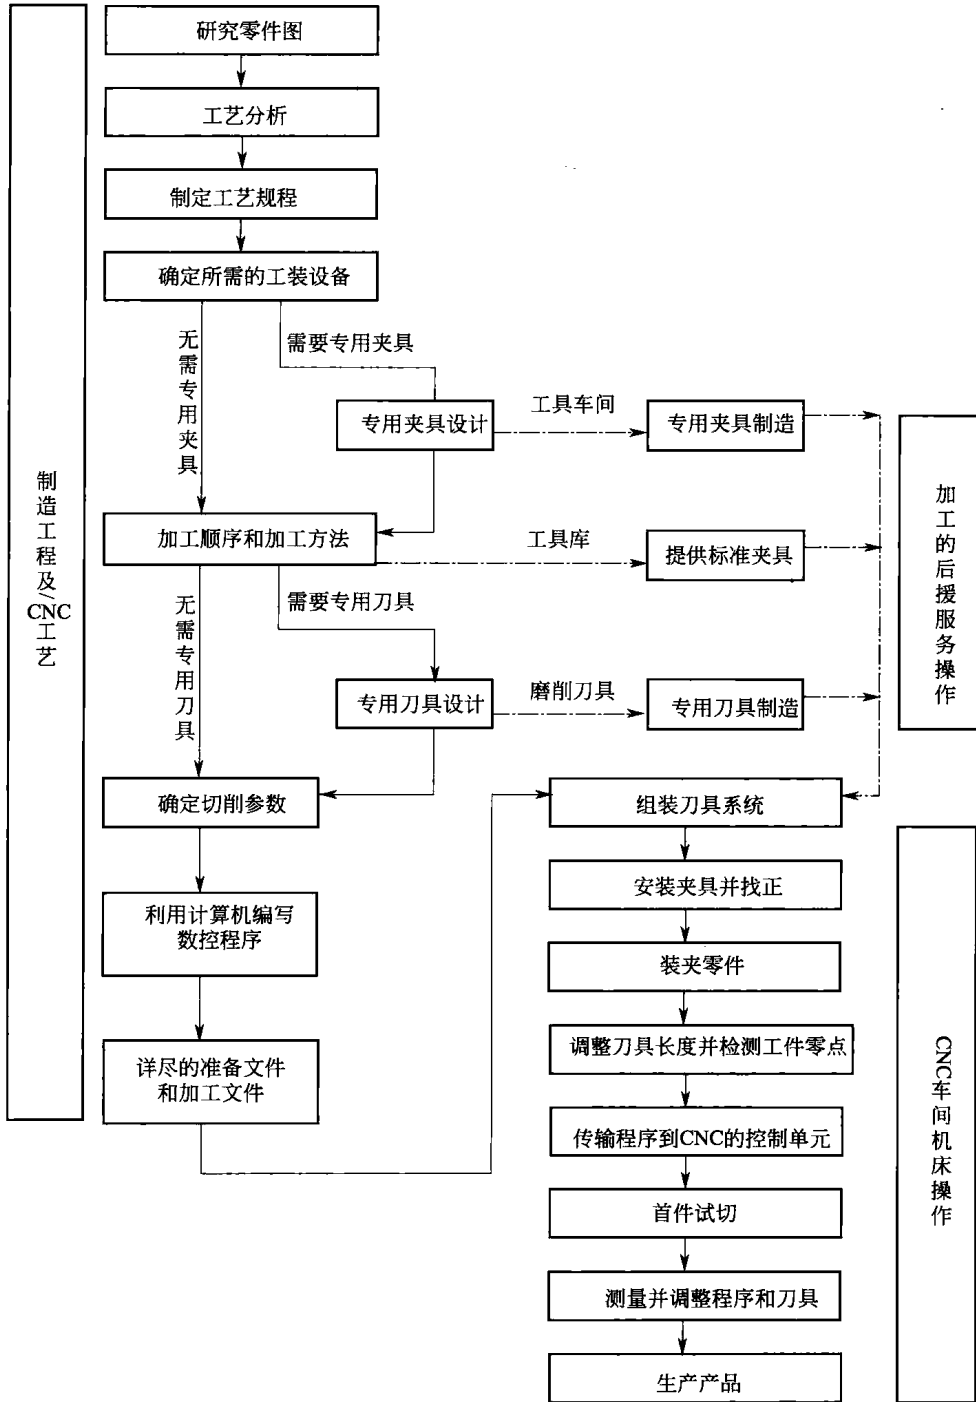 研究零件图
工艺分析
制定工艺规程
确定所需的工装设备
无需专用夹具
需要专用夹具
专用夹具设计
工具车间
专用夹具制造
加工顺序和加工方法
工具库
提供标准夹具
无需专用刀具
需要专用刀具
专用刀具设计
磨削刀具
专用刀具制造
确定切削参数
利用计算机编写
数控程序
详尽的准备文件
和加工文件
组装刀具系统
安装夹具并找正
装夹零件
调整刀具长度并检测工件零点
传输程序到CNC的控制单元
首件试切
测量并调整程序和刀具
生产产品
制造工程及/CNC工艺
加工的后援服务操作
CNC车间机床操作